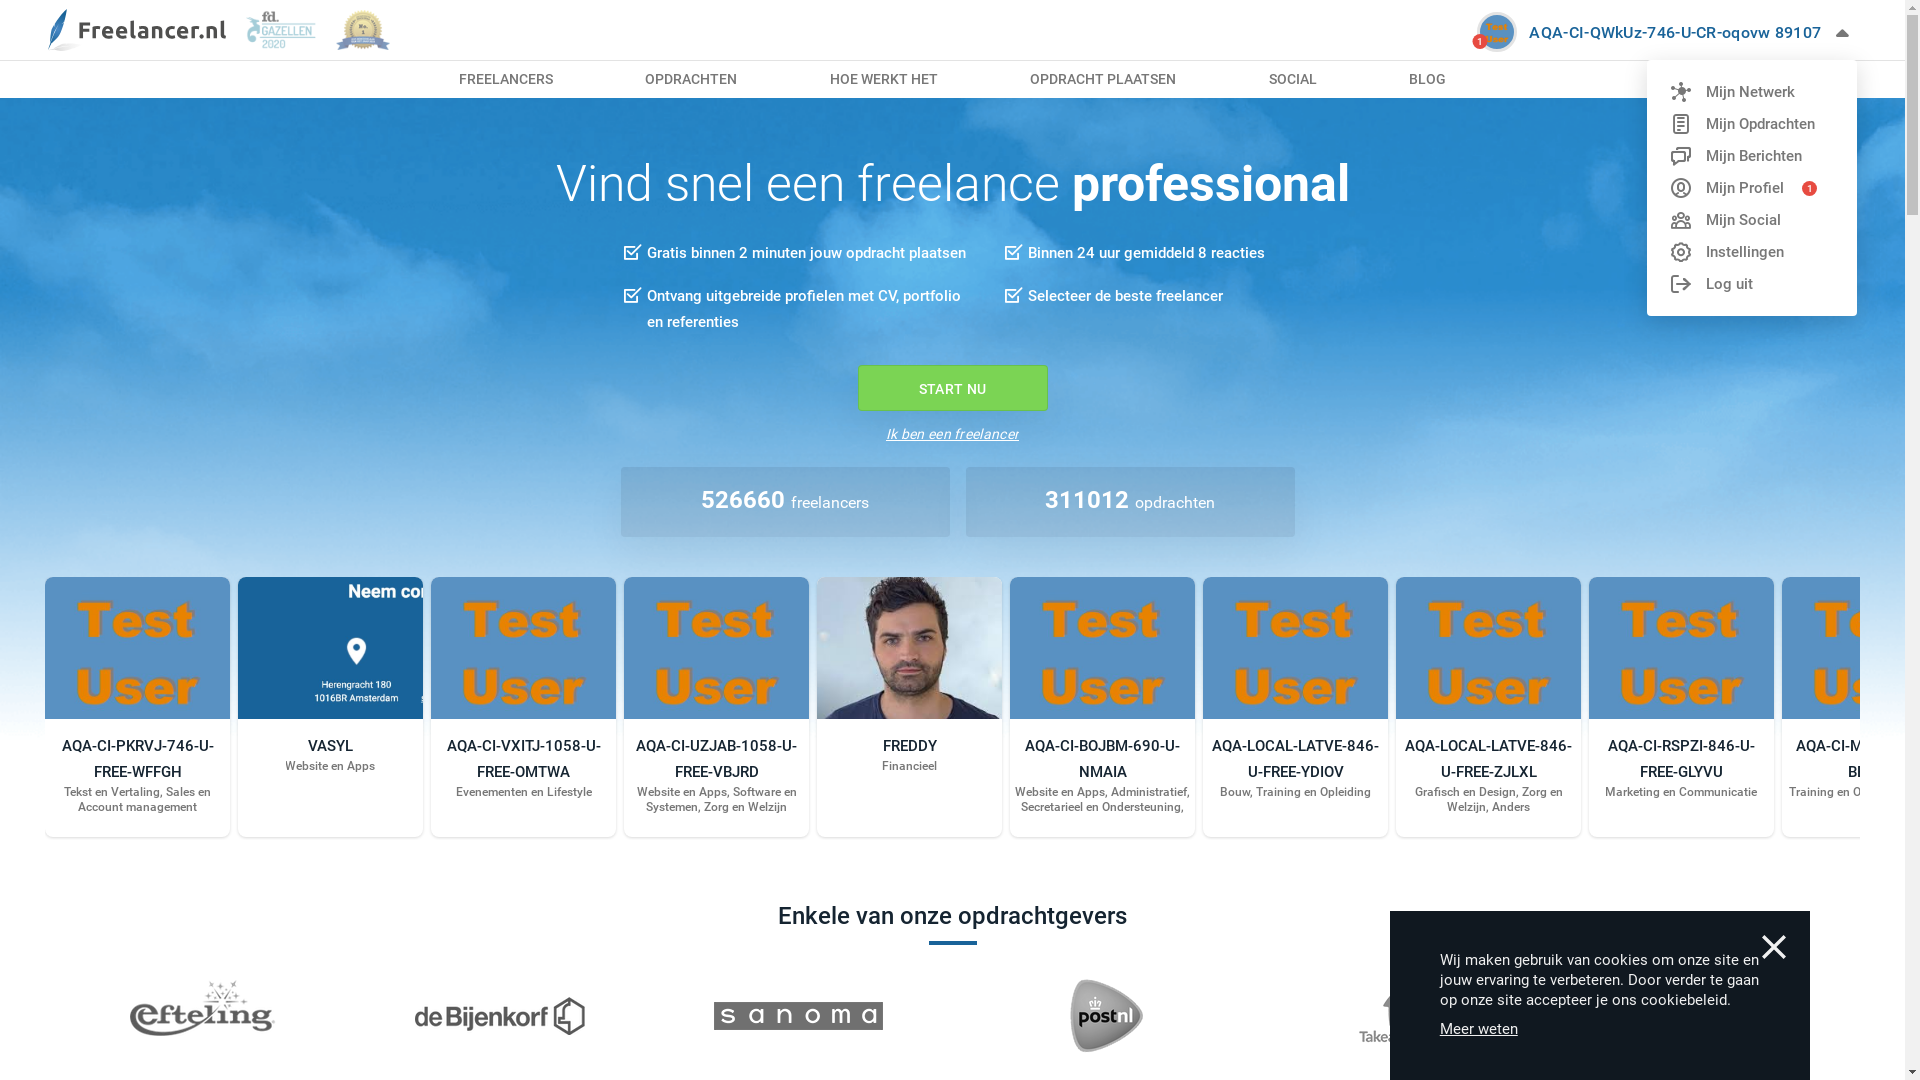 Freelancer.nl
fd.
GAZELLEN
2020
No.
1
Test
User
1
AQA-CI-QWkUz-746-U-CR-oqovw 89107
FREELANCERS
OPDRACHTEN
HOE WERKT HET
OPDRACHT PLAATSEN
SOCIAL
BLOG
Mijn Netwerk
Mijn Opdrachten
Mijn Berichten
Mijn Profiel 1
Mijn Social
Instellingen
Log uit
Vind snel een freelance professional
Gratis binnen 2 minuten jouw opdracht plaatsen
Binnen 24 uur gemiddeld 8 reacties
Ontvang uitgebreide profielen met CV, portfolio
en referenties
Selecteer de beste freelancer
START NU
Ik ben een freelancer
526660 freelancers
311012 opdrachten
Test
User
AQA-CI-PKRVJ-746-U-
FREE-WFFGH
Tekst en Vertaling, Sales en
Account management
Neem co
Herengracht 180
1016BR Amsterdam
VASYL
Website en Apps
Test
User
AQA-CI-VXITJ-1058-U-
FREE-OMTWA
Evenementen en Lifestyle
Test
User
AQA-CI-UZJAB-1058-U-
FREE-VBJRD
Website en Apps, Software en
Systemen, Zorg en Welzijn
FREDDY
Financieel
Test
User
AQA-CI-BOJBM-690-U-
NMAIA
Website en Apps, Administratief,
Secretarieel en Ondersteuning,
Test
User
AQA-LOCAL-LATVE-846-
U-FREE-YDIOV
Bouw, Training en Opleiding
Test
User
AQA-LOCAL-LATVE-846-
U-FREE-ZJLXL
Grafisch en Design, Zorg en
Welzijn, Anders
Test
User
AQA-CI-RSPZI-846-U-
FREE-GLYVU
Marketing en Communicatie
Te
Us
AQA-CI-M
Training en O
Enkele van onze opdrachtgevers
efteling
de Bijenkorf
sanoma
postnl
Takea
Wij maken gebruik van cookies om onze site en
jouw ervaring te verbeteren. Door verder te gaan
op onze site accepteer je ons cookiebeleid.
Meer weten